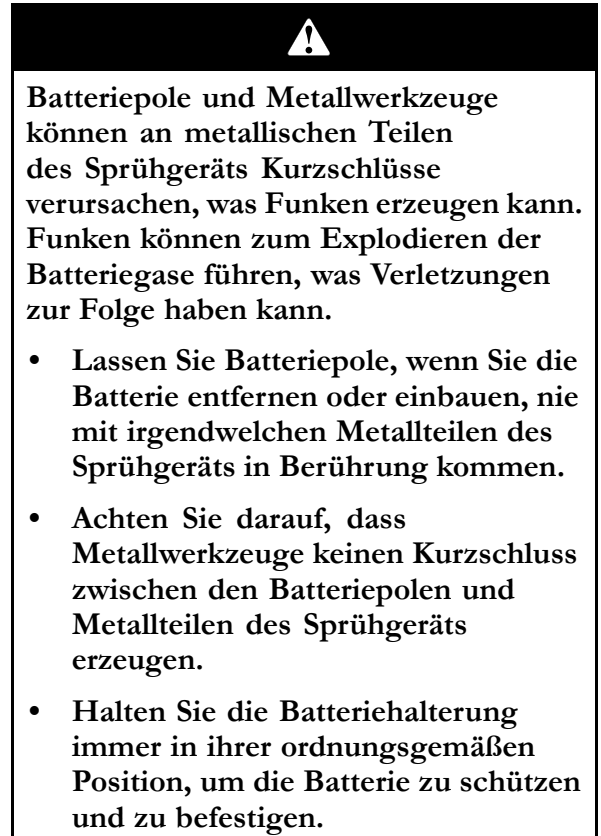 Batteriepole und Metallwerkzeuge
können an metallischen Teilen
des Sprühgeräts Kurzschlüsse
verursachen, was Funken erzeugen kann.
Funken können zum Explodieren der
Batteriegase führen, was Verletzungen
zur Folge haben kann.
• Lassen Sie Batteriepole, wenn Sie die
Batterie entfernen oder einbauen, nie
mit irgendwelchen Metallteilen des
Sprühgeräts in Berührung kommen.
• Achten Sie darauf, dass
Metallwerkzeuge keinen Kurzschluss
zwischen den Batteriepolen und
Metallteilen des Sprühgeräts
erzeugen.
• Halten Sie die Batteriehalterung
immer in ihrer ordnungsgemäßen
Position, um die Batterie zu schützen
und zu befestigen.